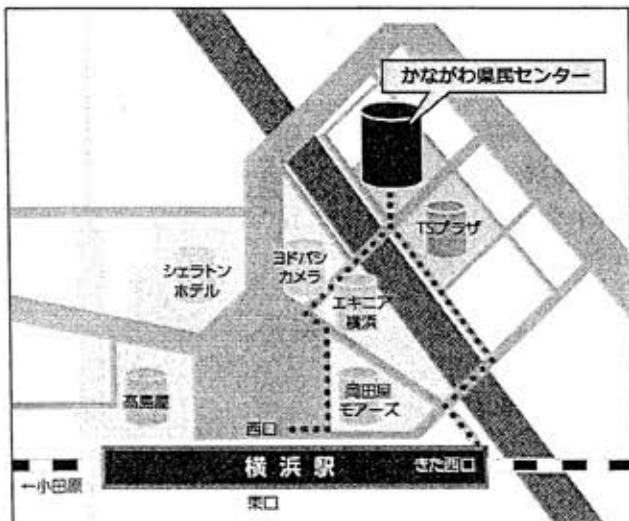 かながわ県民センター
TSプラザ
ヨドバシ
カメラ
シェラトン
ホテル
エキニア
横浜
高島屋
岡田屋
モアーズ
西口
横浜駅
きた西口
←小田原
東口